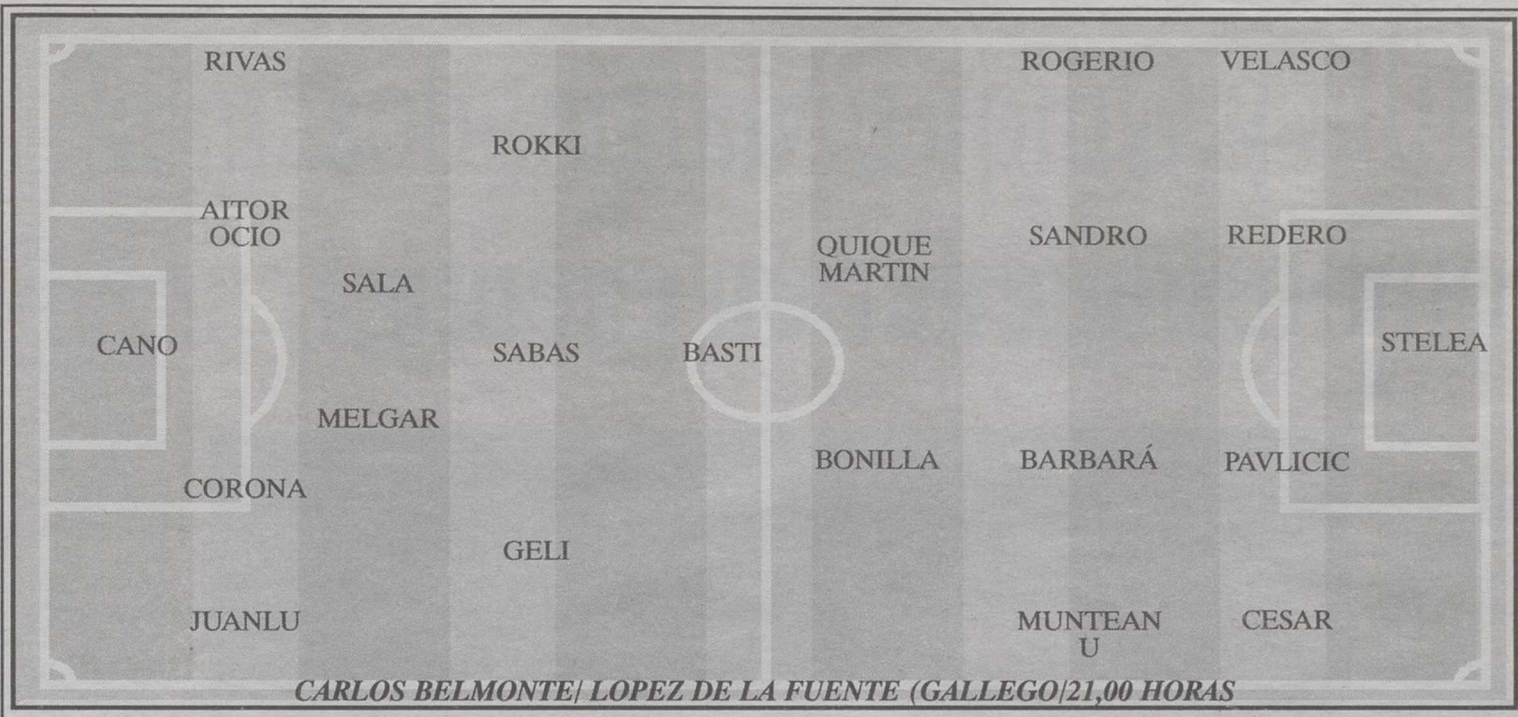 RIVAS
AITOR
OCIO
CANO
CORONA
JUANLU
SALA
MELGAR
ROKKI
SABAS
GELI
BASTI
QUIQUE
MARTIN
BONILLA
ROGERIO
SANDRO
BARBARÁ
MUNTEAN
U
VELASCO
REDERO
PAVLICIC
CESAR
STELEA
CARLOS BELMONTE/ LOPEZ DE LA FUENTE (GALLEGO/21,00 HORAS